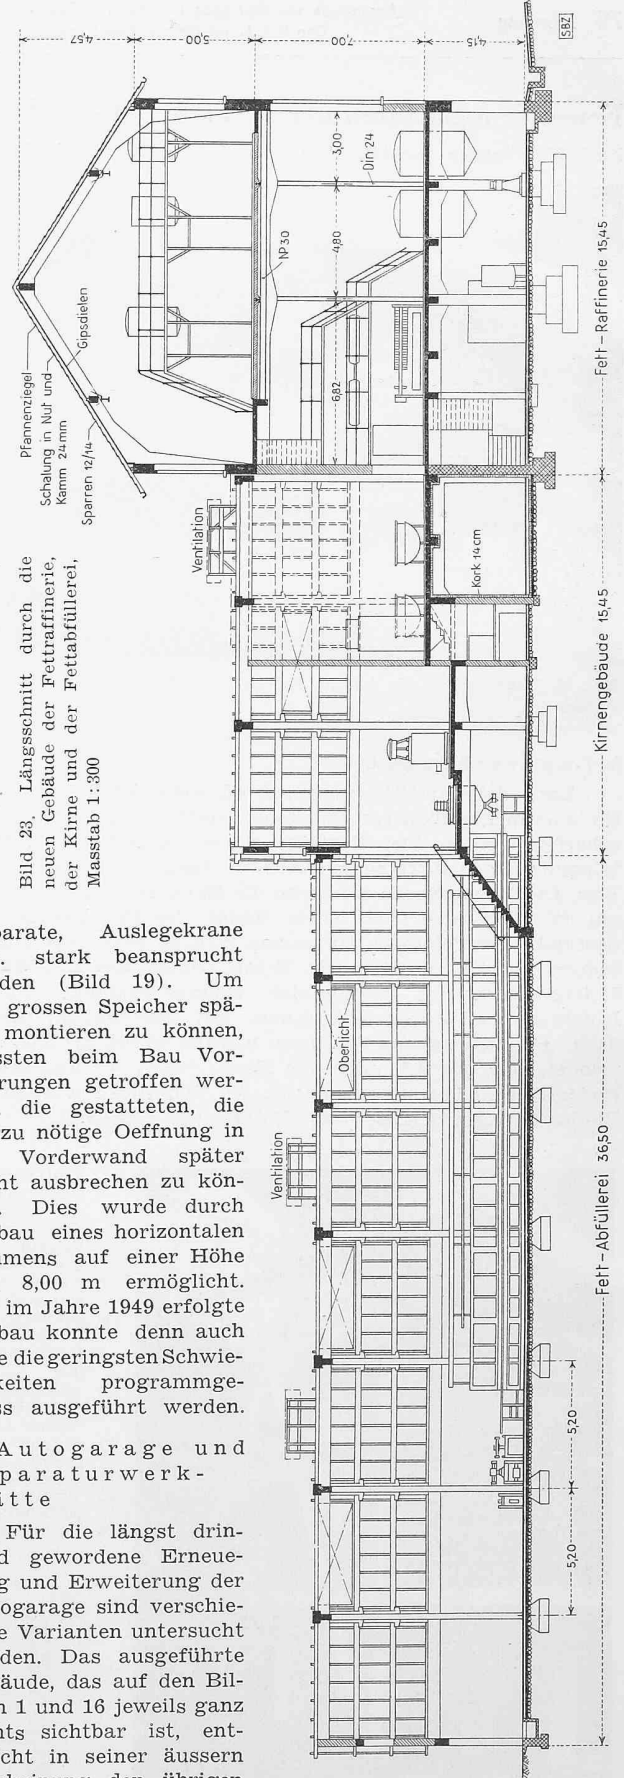 Bild 23. Längsschnitt durch die
neuen Gebäude der Fettraffinerie,
der Kirne und der Fettabfüllerei,
Masstab 1:300
SBZ
4,57
5,00
7,00
4,15
Pfannenziegel
Schalung in Nut und
Kamm 24 mm
Sparren 12/14
Gipsdielen
NP 30
3,00
Din 24
4,80
6,82
Ventilation
Kork 14 cm
Oberlicht
Ventilation
5,20
5,20
Fett-Raffinerie 15,45
Kirnengebäude 15,45
Fett-Abfüllerei 36,50
parate, Auslegekrane
. stark beansprucht
den (Bild 19). Um
grossen Speicher spä-
montieren zu können,
ssten beim Bau Vor-
rungen getroffen wer-
die gestatteten, die
zu nötige Oeffnung in
Vorderwand später
ht ausbrechen zu kön-
. Dies wurde durch
bau eines horizontalen
mens auf einer Höhe
8,00 m ermöglicht.
im Jahre 1949 erfolgte
bau konnte denn auch
e die geringsten Schwie-
keiten programmge-
ss ausgeführt werden.
Autogarage und
paraturwerk-
ätte
Für die längst drin-
d gewordene Erneue-
g und Erweiterung der
ogarage sind verschie-
e Varianten untersucht
den. Das ausgeführte
äude, das auf den Bil-
n 1 und 16 jeweils ganz
nts sichtbar ist, ent-
icht in seiner äussern